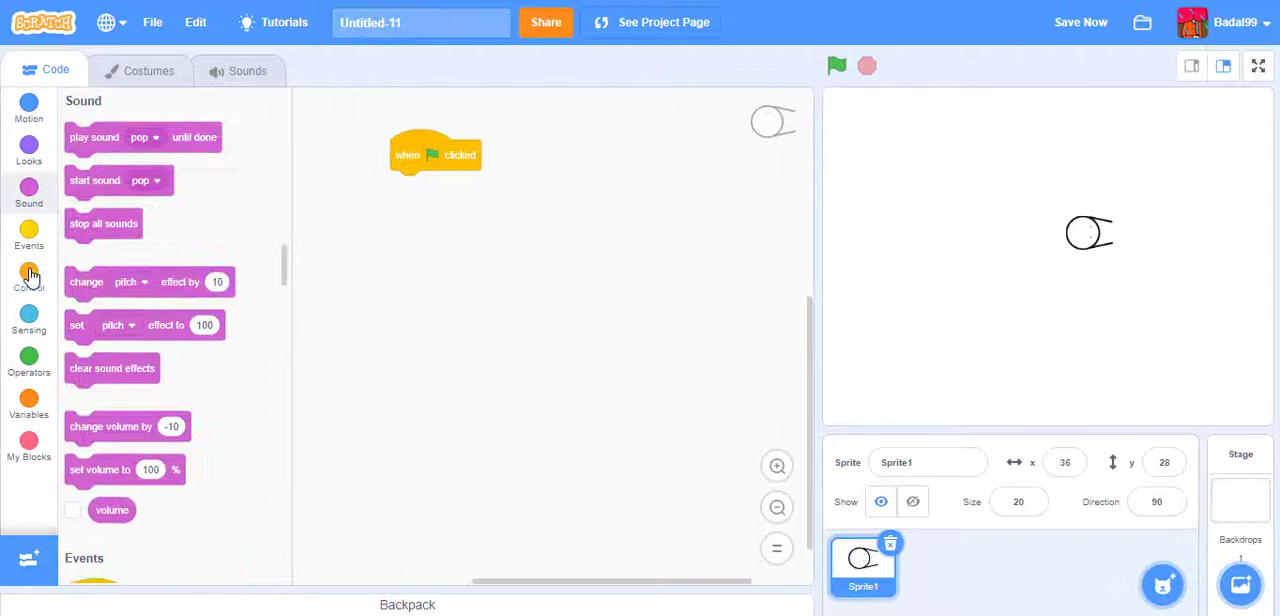 SCRATCH File Edit Tutorials Untitled-11 Share See Project Page Save Now Badal99
Code Costumes Sounds
Motion
Looks
Sound
Events
Control
Sensing
Operators
Variables
My Blocks
Sound
play sound pop until done
start sound pop
stop all sounds
change pitch effect by 10
set pitch effect to 100
clear sound effects
change volume by -10
set volume to 100 %
volume
Events
when clicked
Sprite Sprite1 x 36 y 28
Show Size 20 Direction 90
Sprite1
Stage
Backdrops
1
Backpack